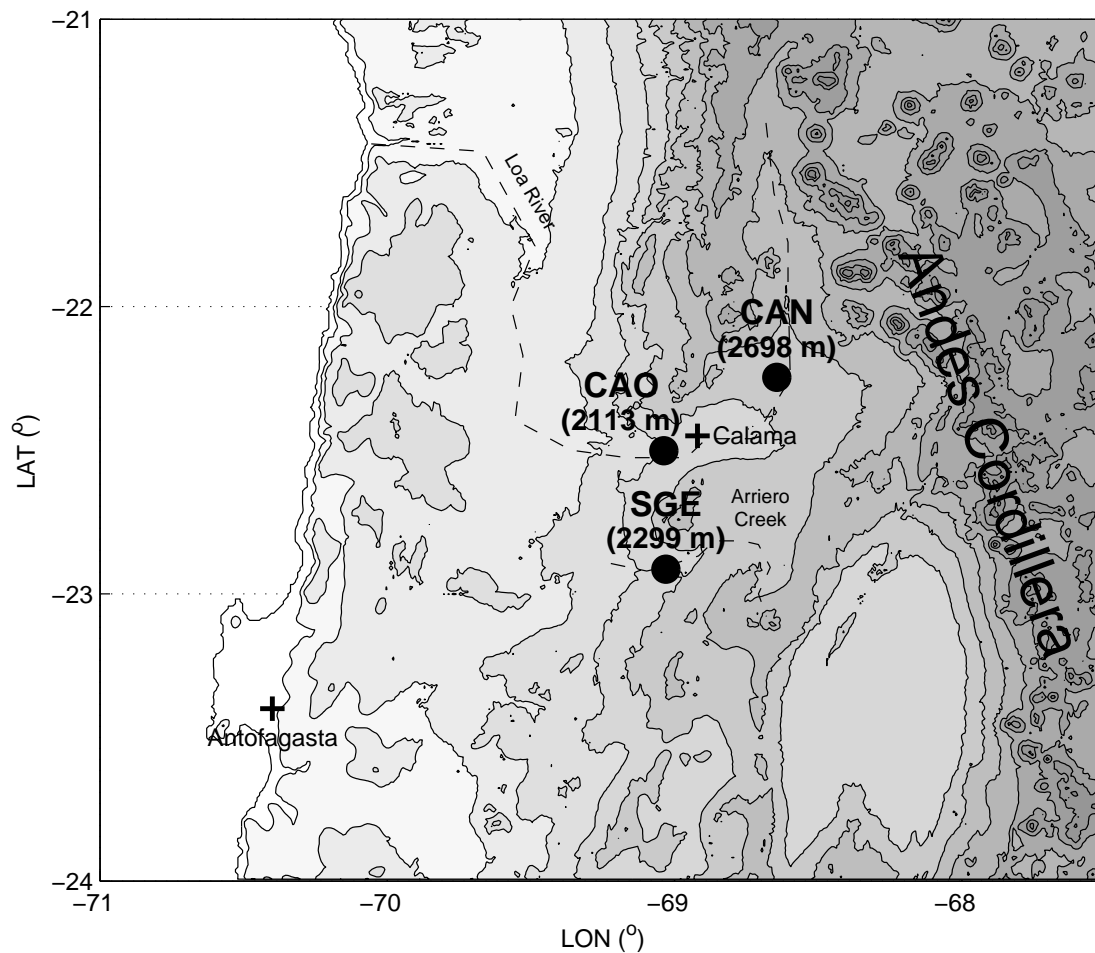 −21
Loa River
−22
CAN
(2698 m)
CAO
(2113 m)
Calama
SGE
(2299 m)
Arriero
Creek
Andes Cordillera
−23
Antofagasta
−24
−71
−70
−69
−68
LAT (º)
LON (º)